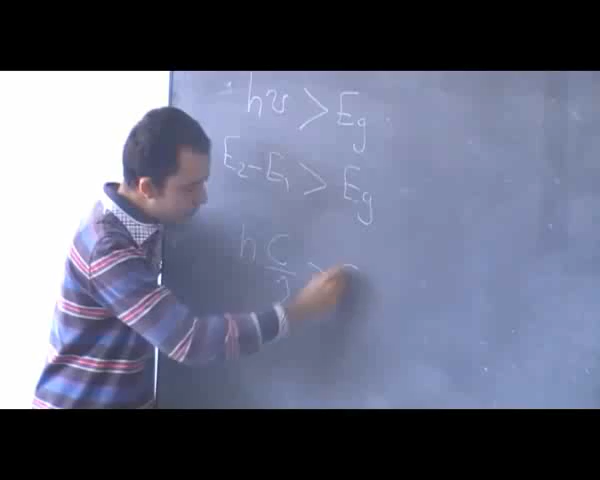 hν > Eg
E₂ - E₁ > Eg
h C/λ >